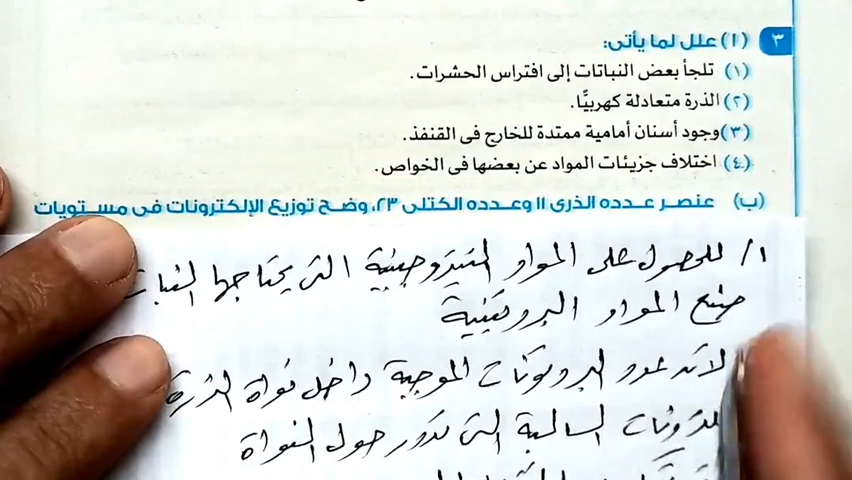 ٣ (أ) علل لما يأتى:
(١) تلجأ بعض النباتات إلى افتراس الحشرات.
(٢) الذرة متعادلة كهربيًّا.
(٣) وجود أسنان أمامية ممتدة للخارج فى القنفذ.
(٤) اختلاف جزيئات المواد عن بعضها فى الخواص.
(ب) عنصر عدده الذرى ١١ وعدده الكتلى ٢٣، وضح توزيع الإلكترونات فى مستويات
١/ للحصول على المواد النيتروجينية التى يحتاجها
صنع المواد البروتينية
لأن عدد البروتونات الموجبة داخل نواة الذرة
السالبة التى تدور حول النواة